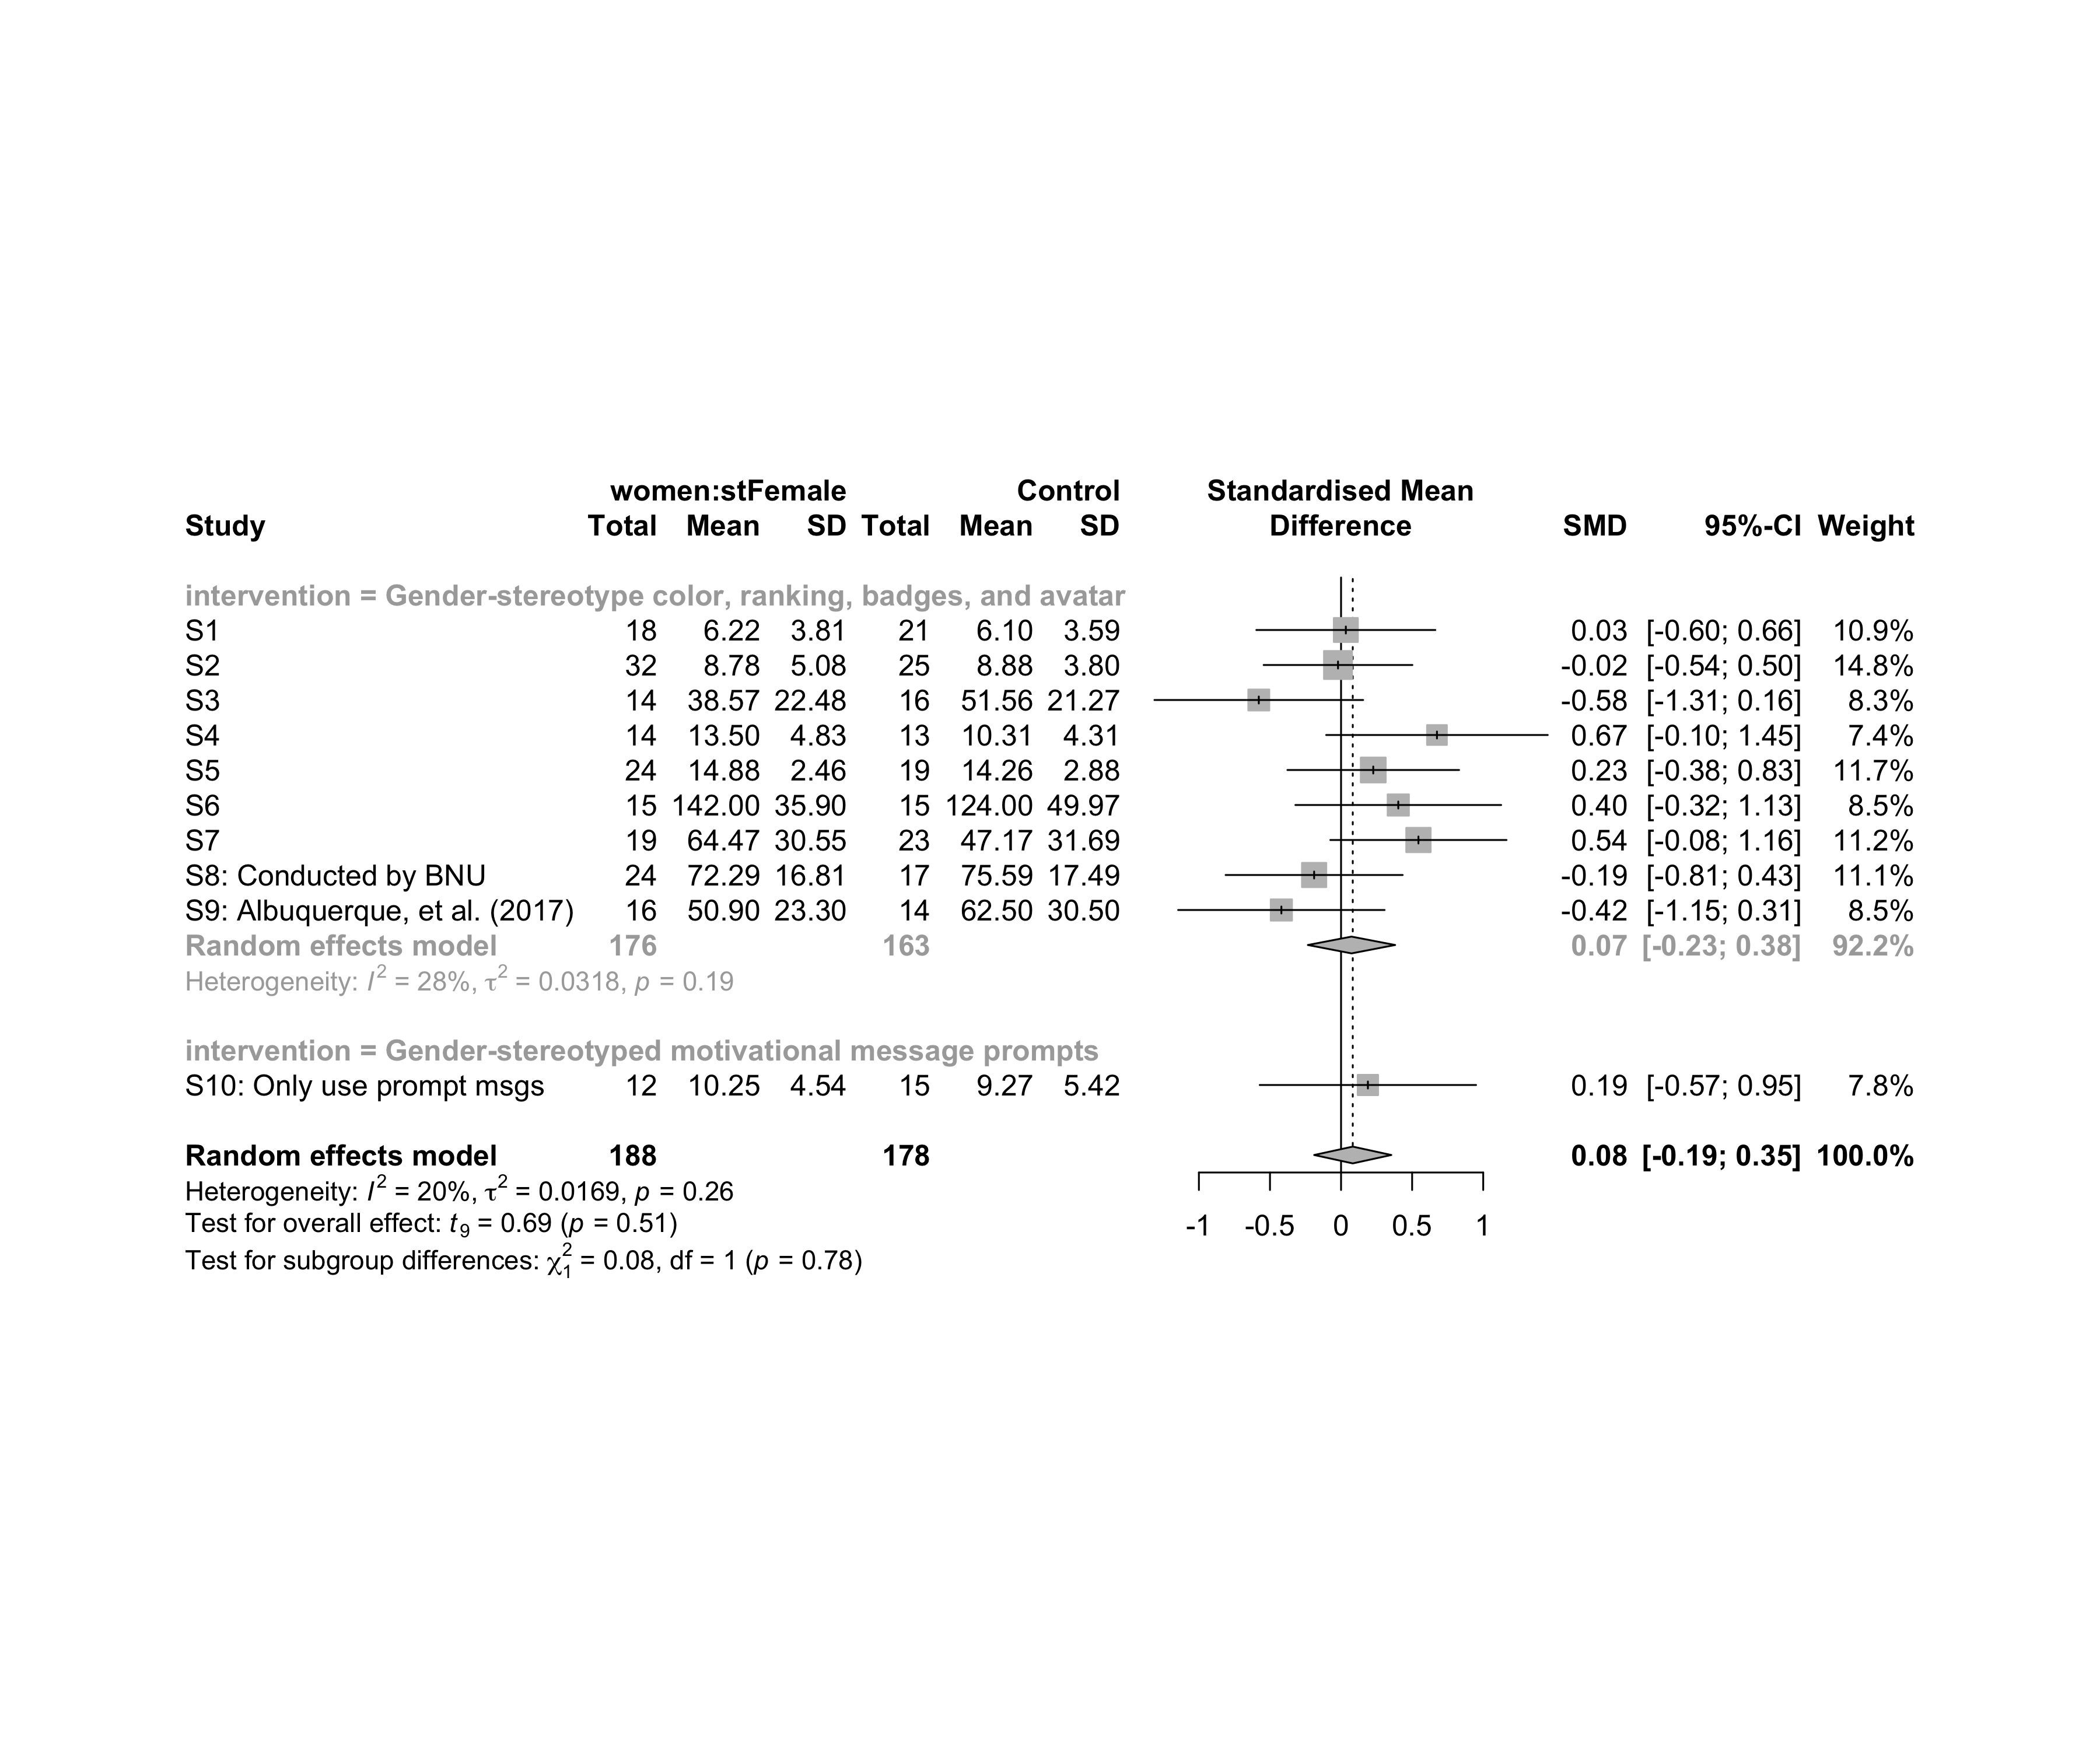 women:stFemale Control Standardised Mean
Study Total Mean SD Total Mean SD Difference SMD 95%-CI Weight
intervention = Gender-stereotype color, ranking, badges, and avatar
S1 18 6.22 3.81 21 6.10 3.59 0.03 [-0.60; 0.66] 10.9%
S2 32 8.78 5.08 25 8.88 3.80 -0.02 [-0.54; 0.50] 14.8%
S3 14 38.57 22.48 16 51.56 21.27 -0.58 [-1.31; 0.16] 8.3%
S4 14 13.50 4.83 13 10.31 4.31 0.67 [-0.10; 1.45] 7.4%
S5 24 14.88 2.46 19 14.26 2.88 0.23 [-0.38; 0.83] 11.7%
S6 15 142.00 35.90 15 124.00 49.97 0.40 [-0.32; 1.13] 8.5%
S7 19 64.47 30.55 23 47.17 31.69 0.54 [-0.08; 1.16] 11.2%
S8: Conducted by BNU 24 72.29 16.81 17 75.59 17.49 -0.19 [-0.81; 0.43] 11.1%
S9: Albuquerque, et al. (2017) 16 50.90 23.30 14 62.50 30.50 -0.42 [-1.15; 0.31] 8.5%
Random effects model 176 163 0.07 [-0.23; 0.38] 92.2%
Heterogeneity: I² = 28%, τ² = 0.0318, p = 0.19
intervention = Gender-stereotyped motivational message prompts
S10: Only use prompt msgs 12 10.25 4.54 15 9.27 5.42 0.19 [-0.57; 0.95] 7.8%
Random effects model 188 178 0.08 [-0.19; 0.35] 100.0%
Heterogeneity: I² = 20%, τ² = 0.0169, p = 0.26
Test for overall effect: t₉ = 0.69 (p = 0.51)
-1 -0.5 0 0.5 1
Test for subgroup differences: χ₁² = 0.08, df = 1 (p = 0.78)